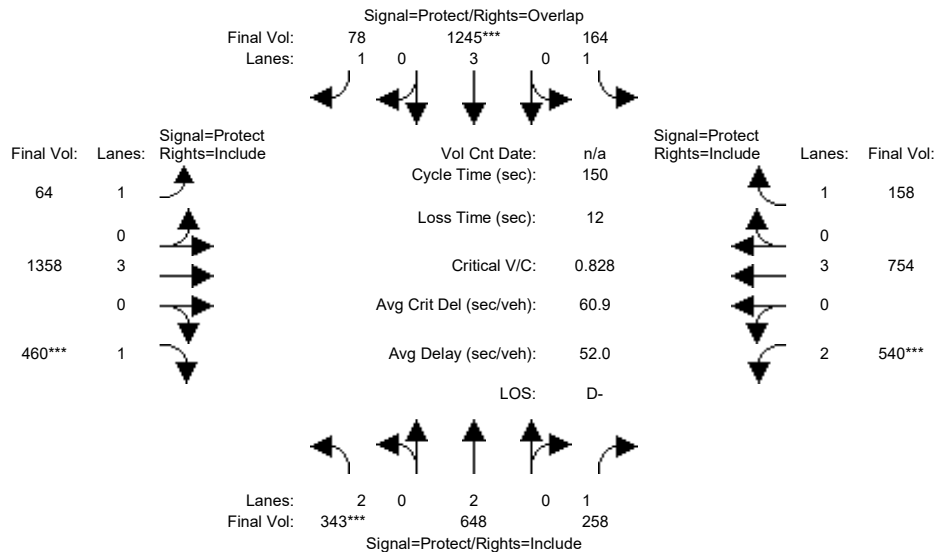 Signal=Protect/Rights=Overlap
Final Vol: 78 1245*** 164
Lanes: 1 0 3 0 1
Signal=Protect
Final Vol: Lanes: Rights=Include
Vol Cnt Date: n/a
Signal=Protect
Rights=Include Lanes: Final Vol:
Cycle Time (sec): 150
64 1
1 158
Loss Time (sec): 12
0
0
1358 3
Critical V/C: 0.828
3 754
0
Avg Crit Del (sec/veh): 60.9
0
460*** 1
Avg Delay (sec/veh): 52.0
2 540***
LOS: D-
Lanes: 2 0 2 0 1
Final Vol: 343*** 648 258
Signal=Protect/Rights=Include